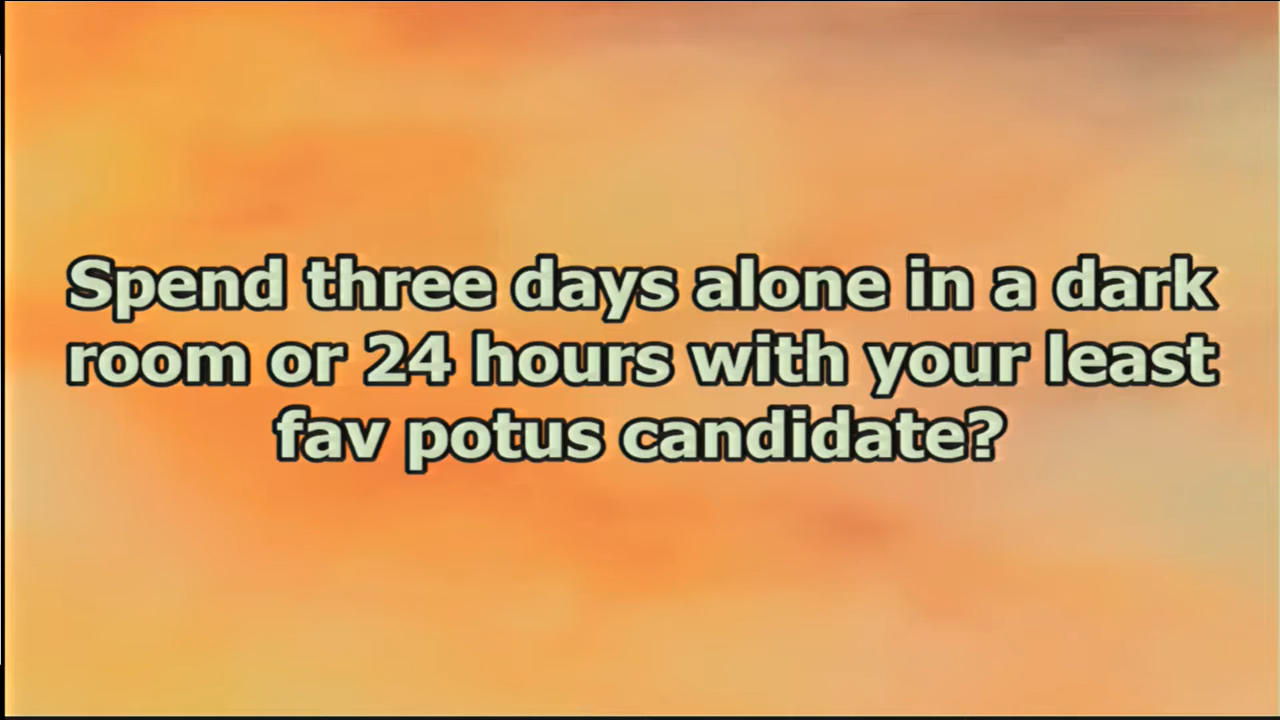 Spend three days alone in a dark
room or 24 hours with your least
fav potus candidate?